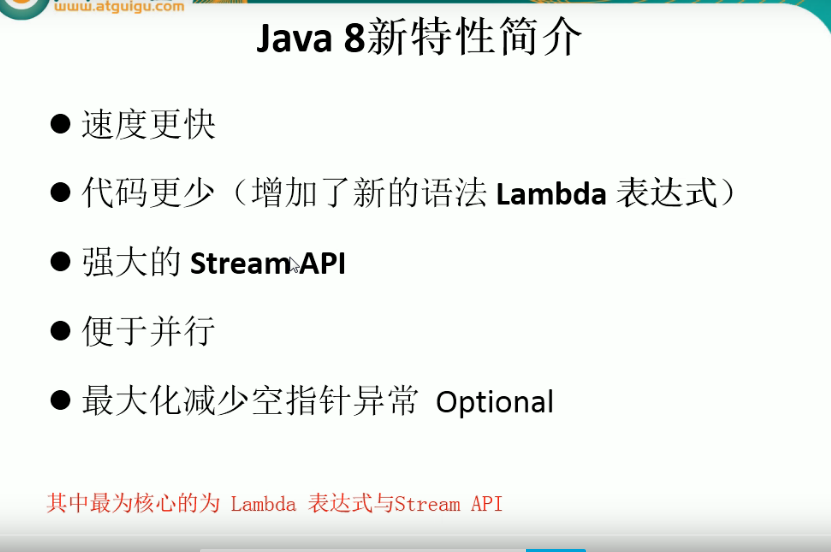 www.atguigu.com
Java 8新特性简介
● 速度更快
● 代码更少（增加了新的语法 Lambda 表达式）
● 强大的 Stream API
● 便于并行
● 最大化减少空指针异常 Optional
其中最为核心的为 Lambda 表达式与Stream API